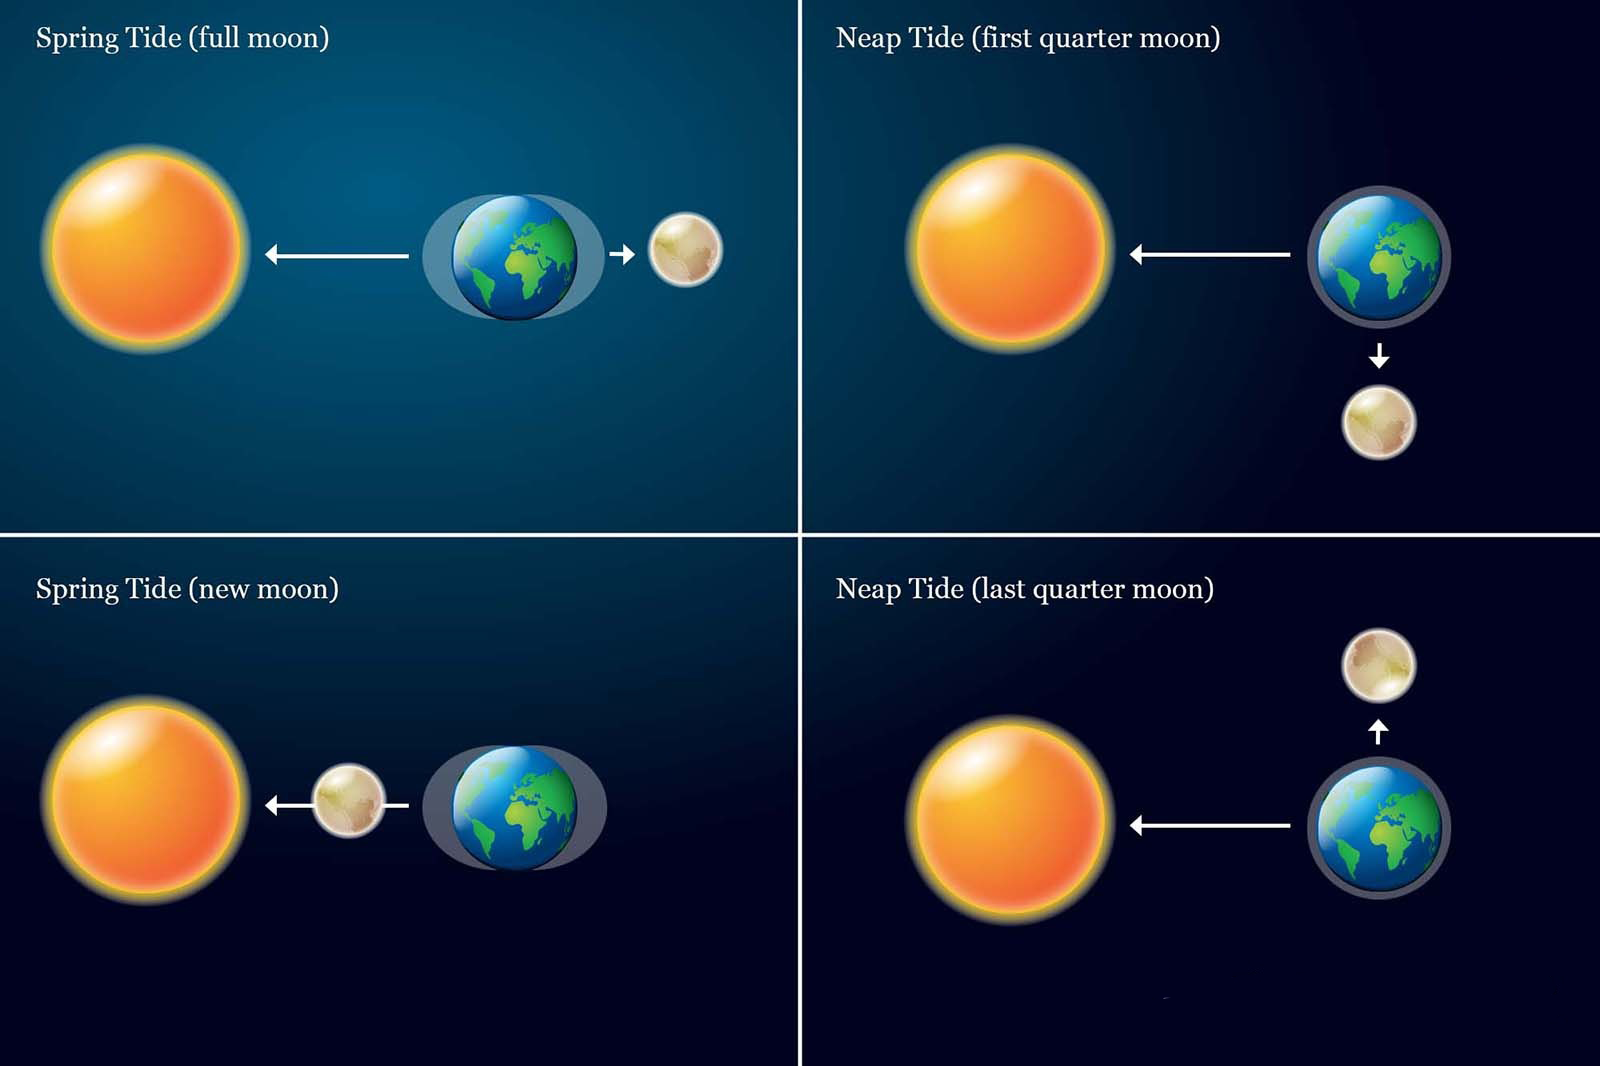 Spring Tide (full moon)
Neap Tide (first quarter moon)
Spring Tide (new moon)
Neap Tide (last quarter moon)